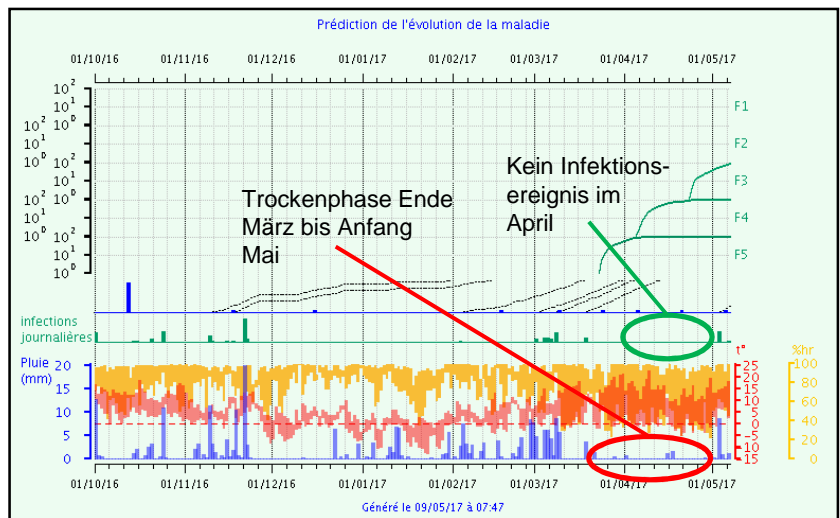 Prédiction de l'évolution de la maladie
01/10/16 01/11/16 01/12/16 01/01/17 01/02/17 01/03/17 01/04/17 01/05/17
10² 10¹ 10⁰
10² 10¹ 10⁰
10² 10¹ 10⁰
10² 10¹ 10⁰
10² 10¹ 10⁰
F1
F2
F3
F4
F5
Trockenphase Ende
März bis Anfang
Mai
Kein Infektions-
ereignis im
April
infections
journalières
Pluie
(mm)
20
15
10
5
0
t°
25
20
15
10
5
0
5
10
15
%hr
100
80
60
40
20
0
01/10/16 01/11/16 01/12/16 01/01/17 01/02/17 01/03/17 01/04/17 01/05/17
Généré le 09/05/17 à 07:47